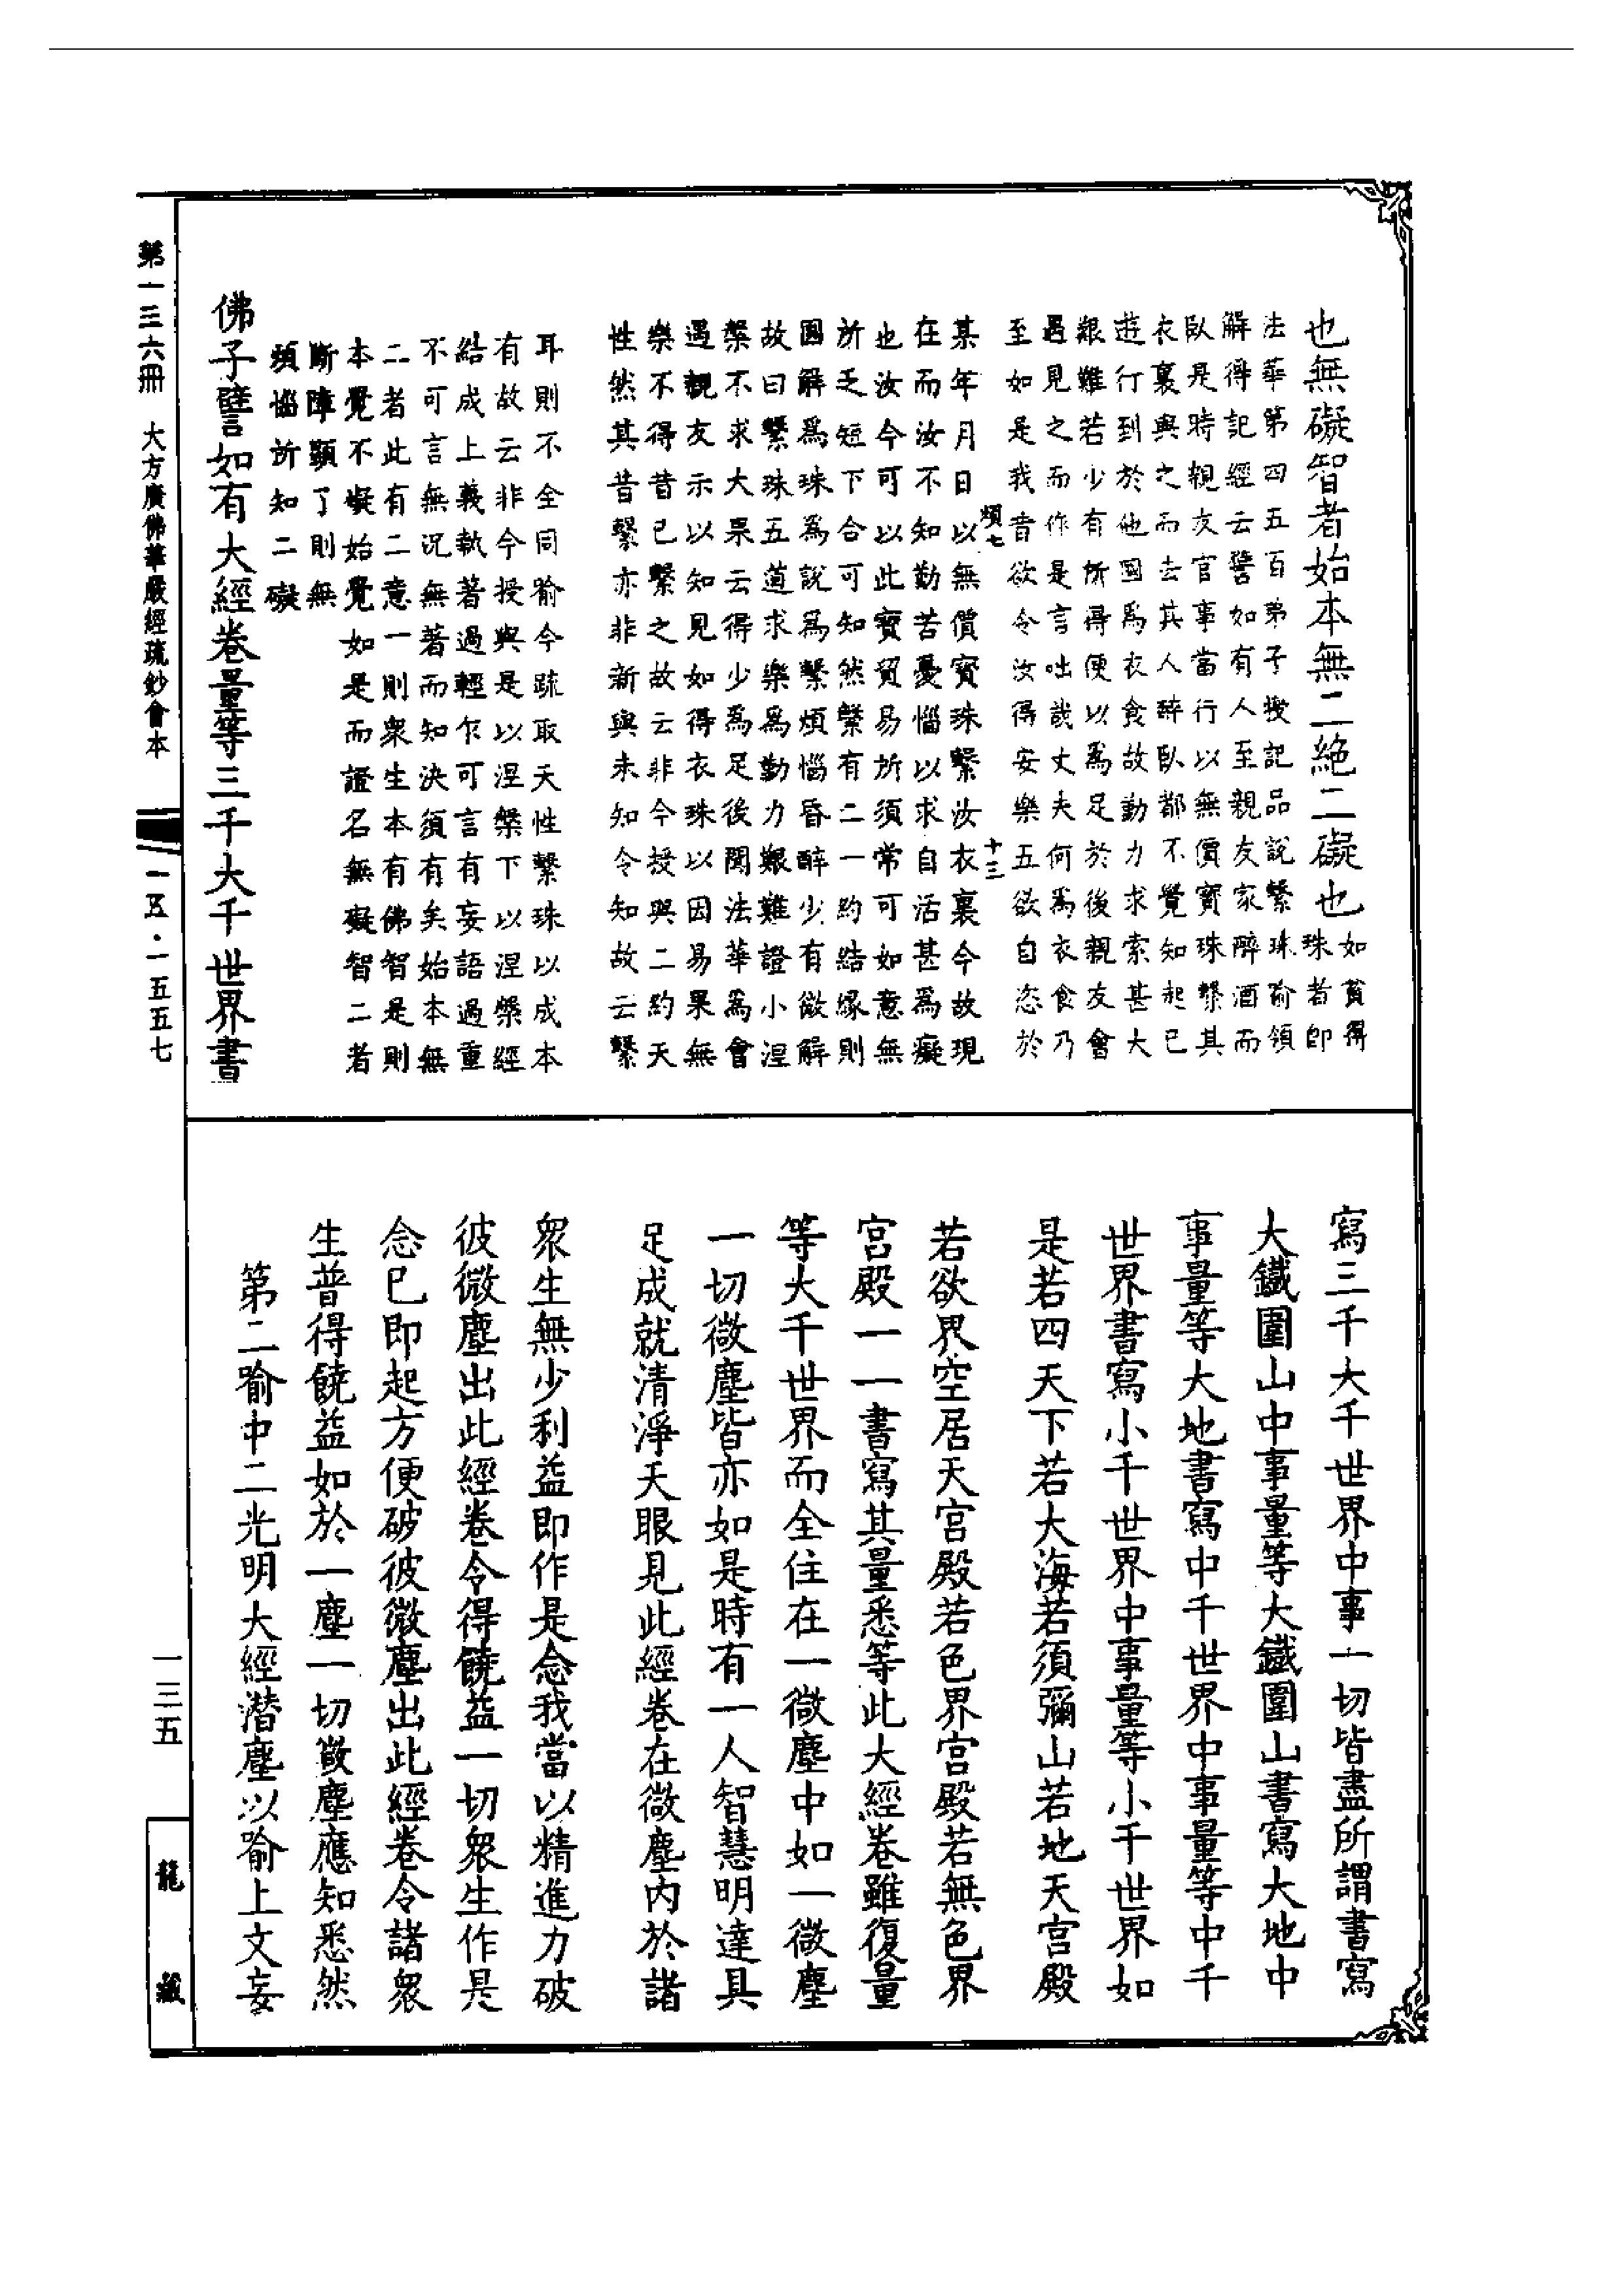 也無礙智者始本無二絕二礙也如貧得
珠者即
法華第四五百弟子授記品說繫珠喻領
解得記經云譬如有人至親友家醉酒而
臥是時親友官事當行以無價寶珠繫其
衣裏與之而去其人醉臥都不覺知起已
遊行到於他國為衣食故勤力求索甚大
艱難若少有所得便以為足於後親友會
遇見之而作是言咄哉丈夫何為衣食乃
至如是我昔欲令汝得安樂五欲自恣於
某年月日以無價寶珠繫汝衣裏今故現
在而汝不知勤苦憂惱以求自活甚為癡
也汝今可以此寶貿易所須常可如意無
所乏短下合可知然繫有二一約結緣則
圓解為珠為說為繫煩惱昏醉少有微解
故曰繫珠五道求樂為勤力艱難證小涅
槃不求大果云得少為足後聞法華為會
遇親友示以知見如得衣珠以因易果無
樂不得昔已繫之故云非今授與二約天
性然其昔繫亦非新與未知令知故云繫
耳則不全同喻今疏取天性繫珠以成本
有故云非今授與是以涅槃下以涅槃經
結成上義執著過輕乍可言有妄語過重
不可言無況無著而知決須有矣始本無
二者此有二意一則眾生本有佛智是則
本覺不礙始覺如是而證名無礙智二者
斷障顯了則無
煩惱所知二礙
佛子譬如有大經卷量等三千大千世界書
寫三千大千世界中事一切皆盡所謂書寫
大鐵圍山中事量等大鐵圍山書寫大地中
事量等大地書寫中千世界中事量等中千
世界書寫小千世界中事量等小千世界如
是若四天下若大海若須彌山若地天宮殿
若欲界空居天宮殿若色界宮殿若無色界
宮殿一一書寫其量悉等此大經卷雖復量
等大千世界而全住在一微塵中如一微塵
一切微塵皆亦如是時有一人智慧明達具
足成就清淨天眼見此經卷在微塵內於諸
眾生無少利益即作是念我當以精進力破
彼微塵出此經卷令得饒益一切眾生作是
念已即起方便破彼微塵出此經卷令諸眾
生普得饒益如於一塵一切微塵應知悉然
第二喻中二光明大經潛塵以喻上文妄
煩七
十三
第一三六冊 大方廣佛華嚴經疏鈔會本
一五·一五五七
一三五
龍藏